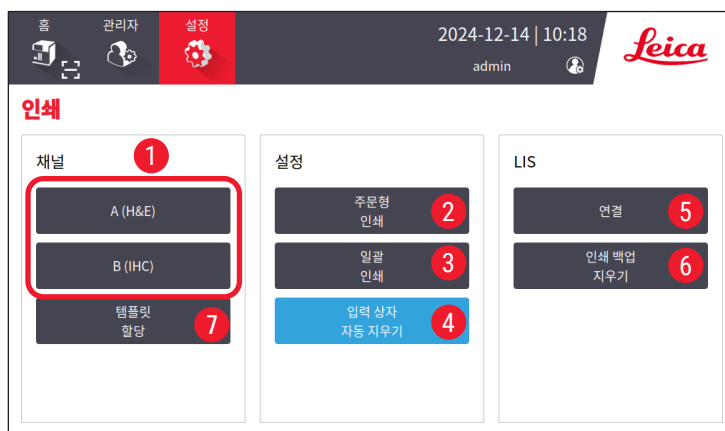 홈
관리자
설정
2024-12-14 | 10:18
admin
Leica
인쇄
채널
1
설정
LIS
A (H&E)
주문형
인쇄
2
연결
5
B (IHC)
일괄
인쇄
3
인쇄 백업
지우기
6
템플릿
할당
7
입력 상자
자동 지우기
4